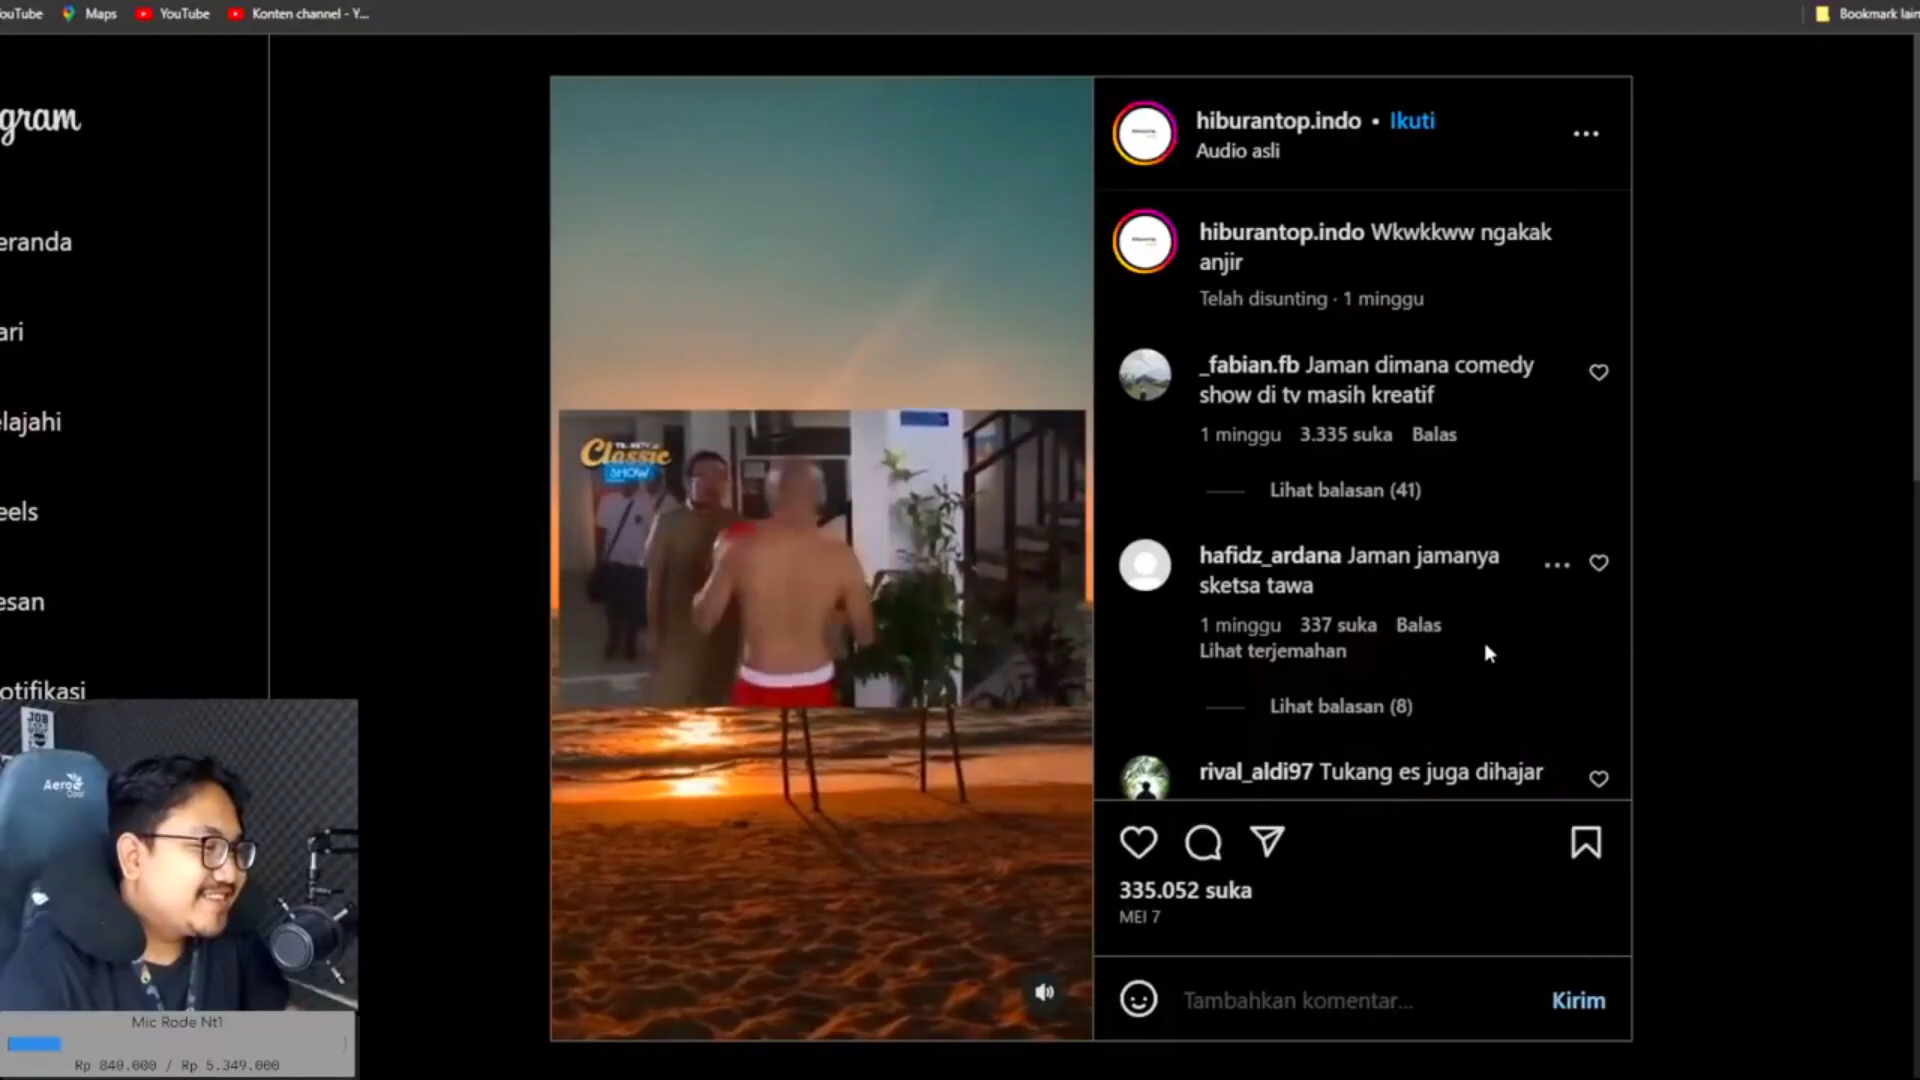 YouTube
Maps
YouTube
Konten channel - Y...
Bookmark lain
gram
eranda
ari
elajahi
eels
esan
otifikasi
hiburantop.indo • Ikuti
Audio asli
hiburantop.indo Wkwkkww ngakak
anjir
Telah disunting · 1 minggu
_fabian.fb Jaman dimana comedy
show di tv masih kreatif
1 minggu 3.335 suka Balas
Lihat balasan (41)
hafidz_ardana Jaman jamanya
sketsa tawa
1 minggu 337 suka Balas
Lihat terjemahan
Lihat balasan (8)
rival_aldi97 Tukang es juga dihajar
335.052 suka
MEI 7
Tambahkan komentar...
Kirim
Classic
SHOW
JOB
Aero
Cool
Mic Rode Nt1
Rp 840.000 / Rp 5.349.000